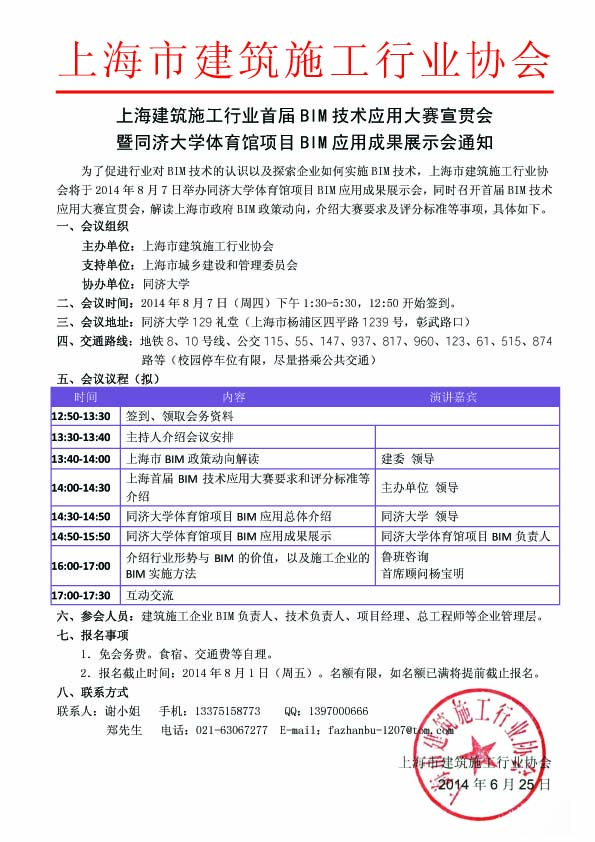 上海市建筑施工行业协会
上海建筑施工行业首届 BIM 技术应用大赛宣贯会
暨同济大学体育馆项目 BIM 应用成果展示会通知
为了促进行业对 BIM 技术的认识以及探索企业如何实施 BIM 技术，上海市建筑施工行业协
会将于 2014 年 8 月 7 日举办同济大学体育馆项目 BIM 应用成果展示会，同时召开首届 BIM 技术
应用大赛宣贯会，解读上海市政府 BIM 政策动向，介绍大赛要求及评分标准等事项，具体如下。
一、会议组织
主办单位：上海市建筑施工行业协会
支持单位：上海市城乡建设和管理委员会
协办单位：同济大学
二、会议时间：2014 年 8 月 7 日（周四）下午 1:30-5:30，12:50 开始签到。
三、会议地址：同济大学 129 礼堂（上海市杨浦区四平路 1239 号，彰武路口）
四、交通路线：地铁 8、10 号线、公交 115、55、147、937、817、960、123、61、515、874
路等（校园停车位有限，尽量搭乘公共交通）
五、会议议程（拟）
时间 内容 演讲嘉宾
12:50-13:30 签到、领取会务资料
13:30-13:40 主持人介绍会议安排
13:40-14:00 上海市 BIM 政策动向解读 建委 领导
14:00-14:30 上海首届 BIM 技术应用大赛要求和评分标准等
介绍 主办单位 领导
14:30-14:50 同济大学体育馆项目 BIM 应用总体介绍 同济大学 领导
14:50-15:50 同济大学体育馆项目 BIM 应用成果展示 同济大学体育馆项目 BIM 负责人
16:00-17:00 介绍行业形势与 BIM 的价值，以及施工企业的 鲁班咨询
BIM 实施方法 首席顾问杨宝明
17:00-17:30 互动交流
六、参会人员：建筑施工企业 BIM 负责人、技术负责人、项目经理、总工程师等企业管理层。
七、报名事项
1．免会务费。食宿、交通费等自理。
2．报名截止时间：2014 年 8 月 1 日（周五）。名额有限，如名额已满将提前截止报名。
八、联系方式
联系人：谢小姐 手机：13375158773 QQ：1397000666
郑先生 电话：021-63067277 E-mail：fazhanbu-1207@tom.com
上海市建筑施工行业协会
2014 年 6 月 25 日
上海市建筑施工行业协会